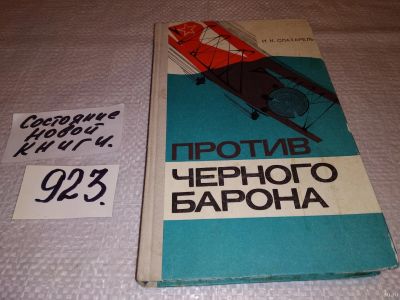 И. К. СПАТАРЕЛЬ
ПРОТИВ
ЧЕРНОГО
БАРОНА
Состояние
новой
книги.
923.